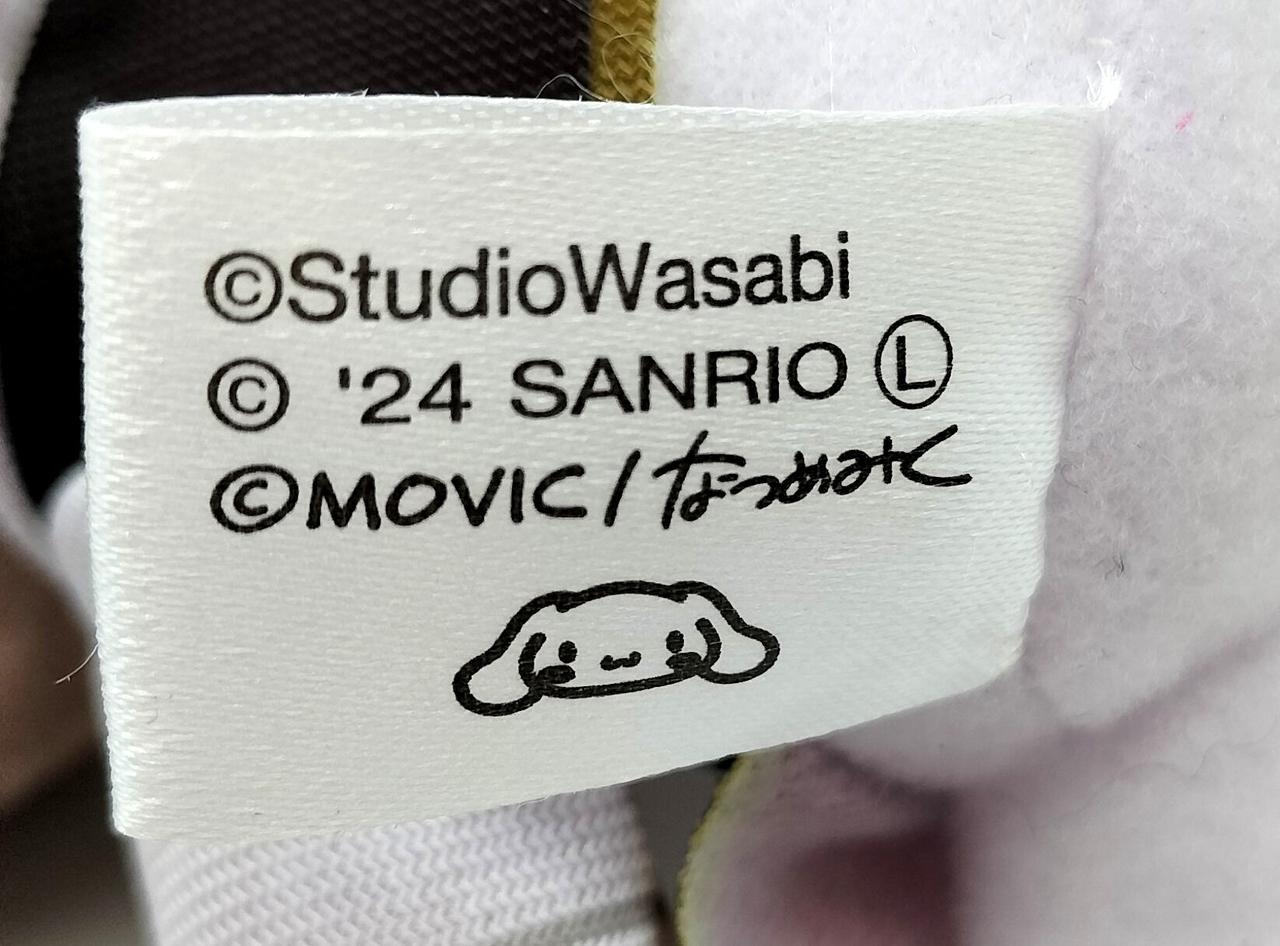 ©StudioWasabi
© '24 SANRIO Ⓛ
©MOVIC/なつめみく